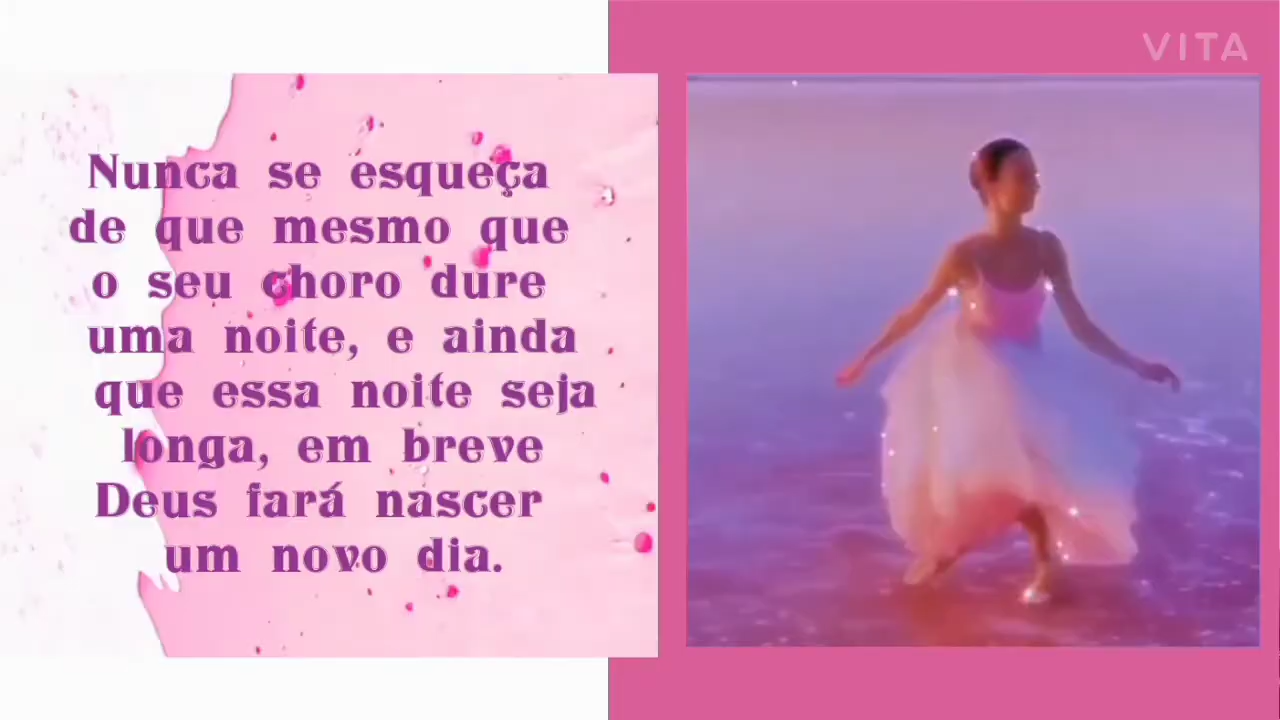 VITA
Nunca se esqueça
de que mesmo que
o seu choro dure
uma noite, e ainda
que essa noite seja
longa, em breve
Deus fará nascer
um novo dia.